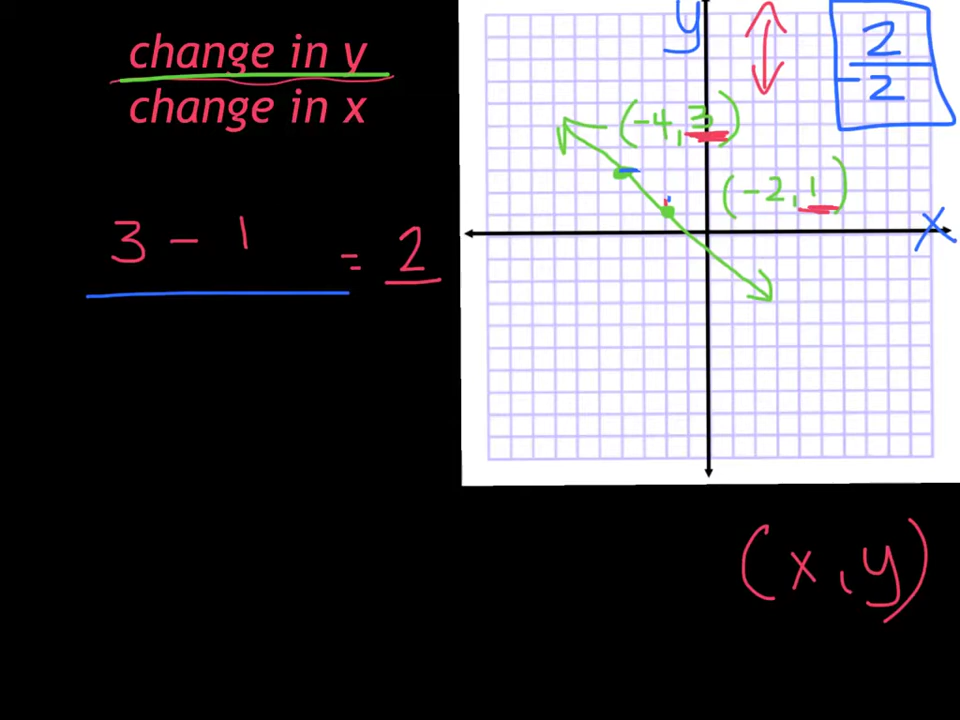 change in y
change in x
3 - 1
= 2
y
2
-2
(-4, 3)
(-2, 1)
x
(x, y)